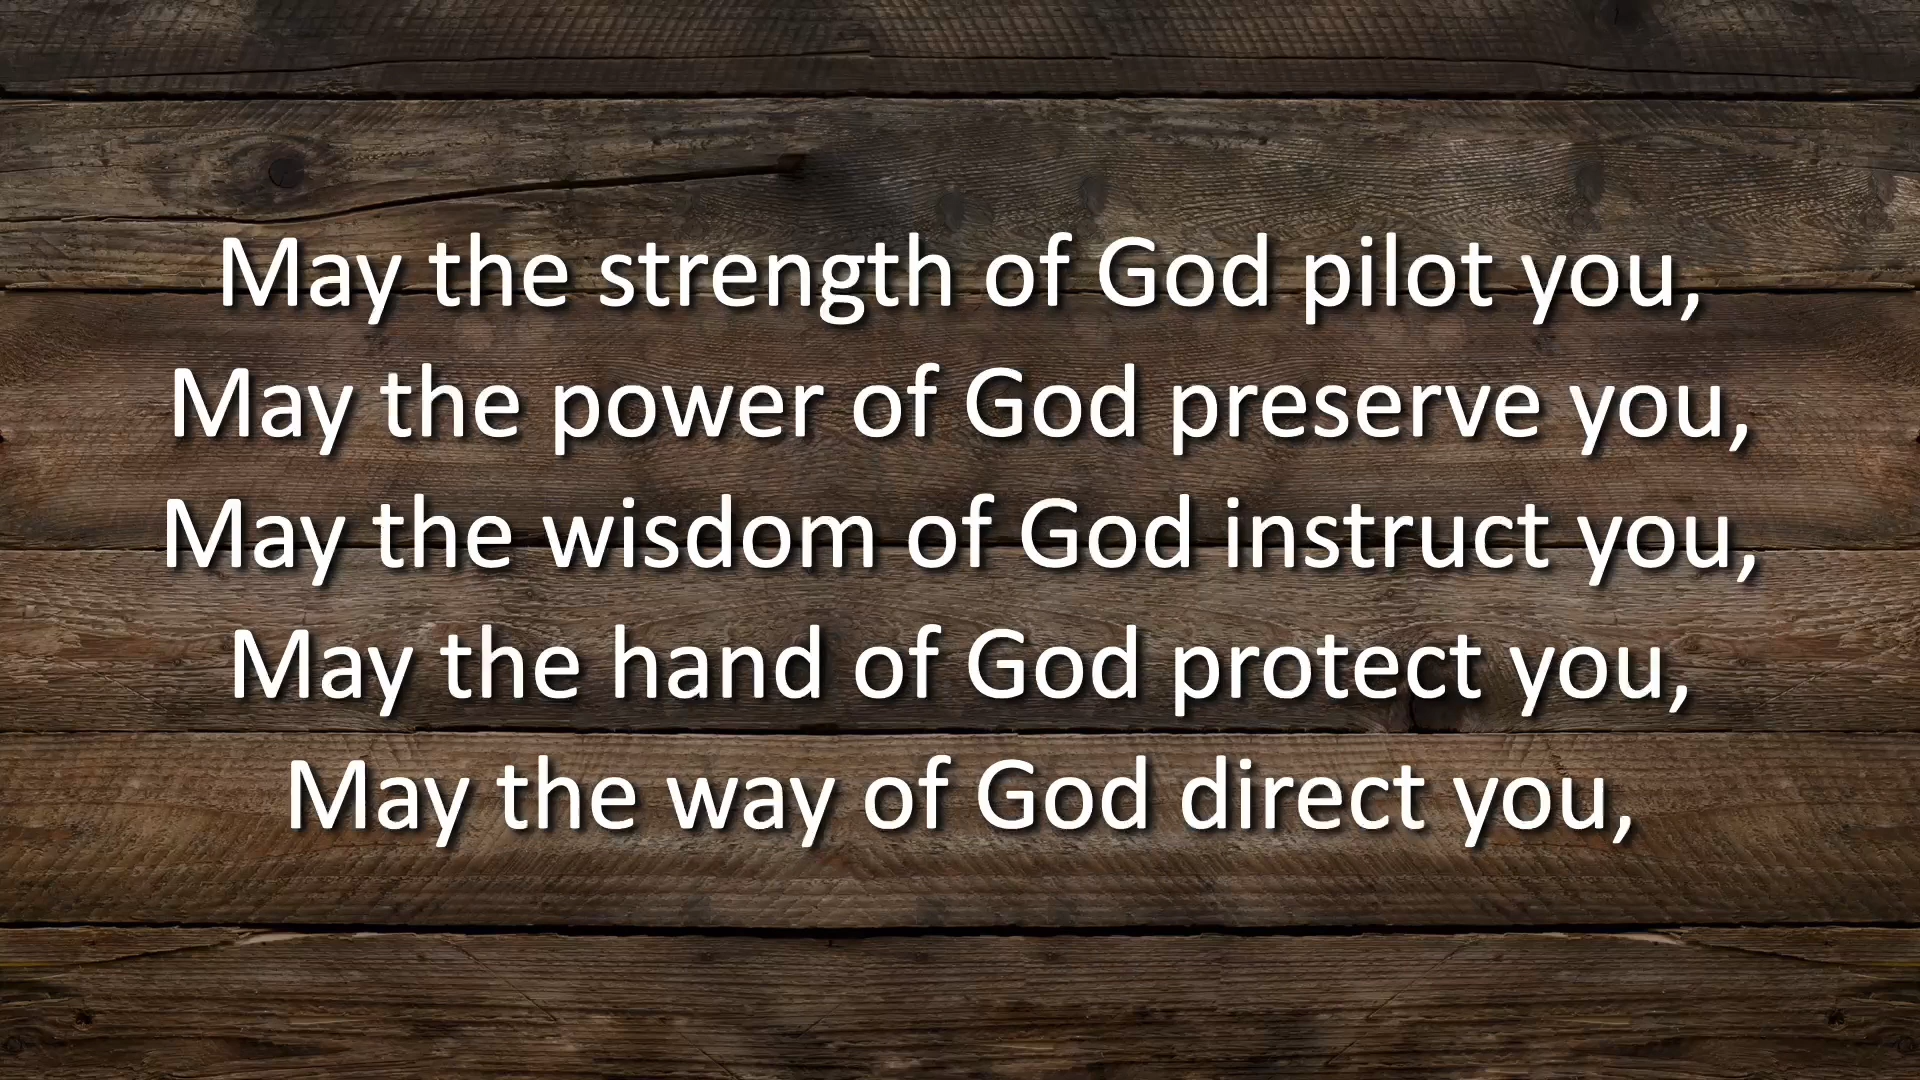 May the strength of God pilot you,
May the power of God preserve you,
May the wisdom of God instruct you,
May the hand of God protect you,
May the way of God direct you,